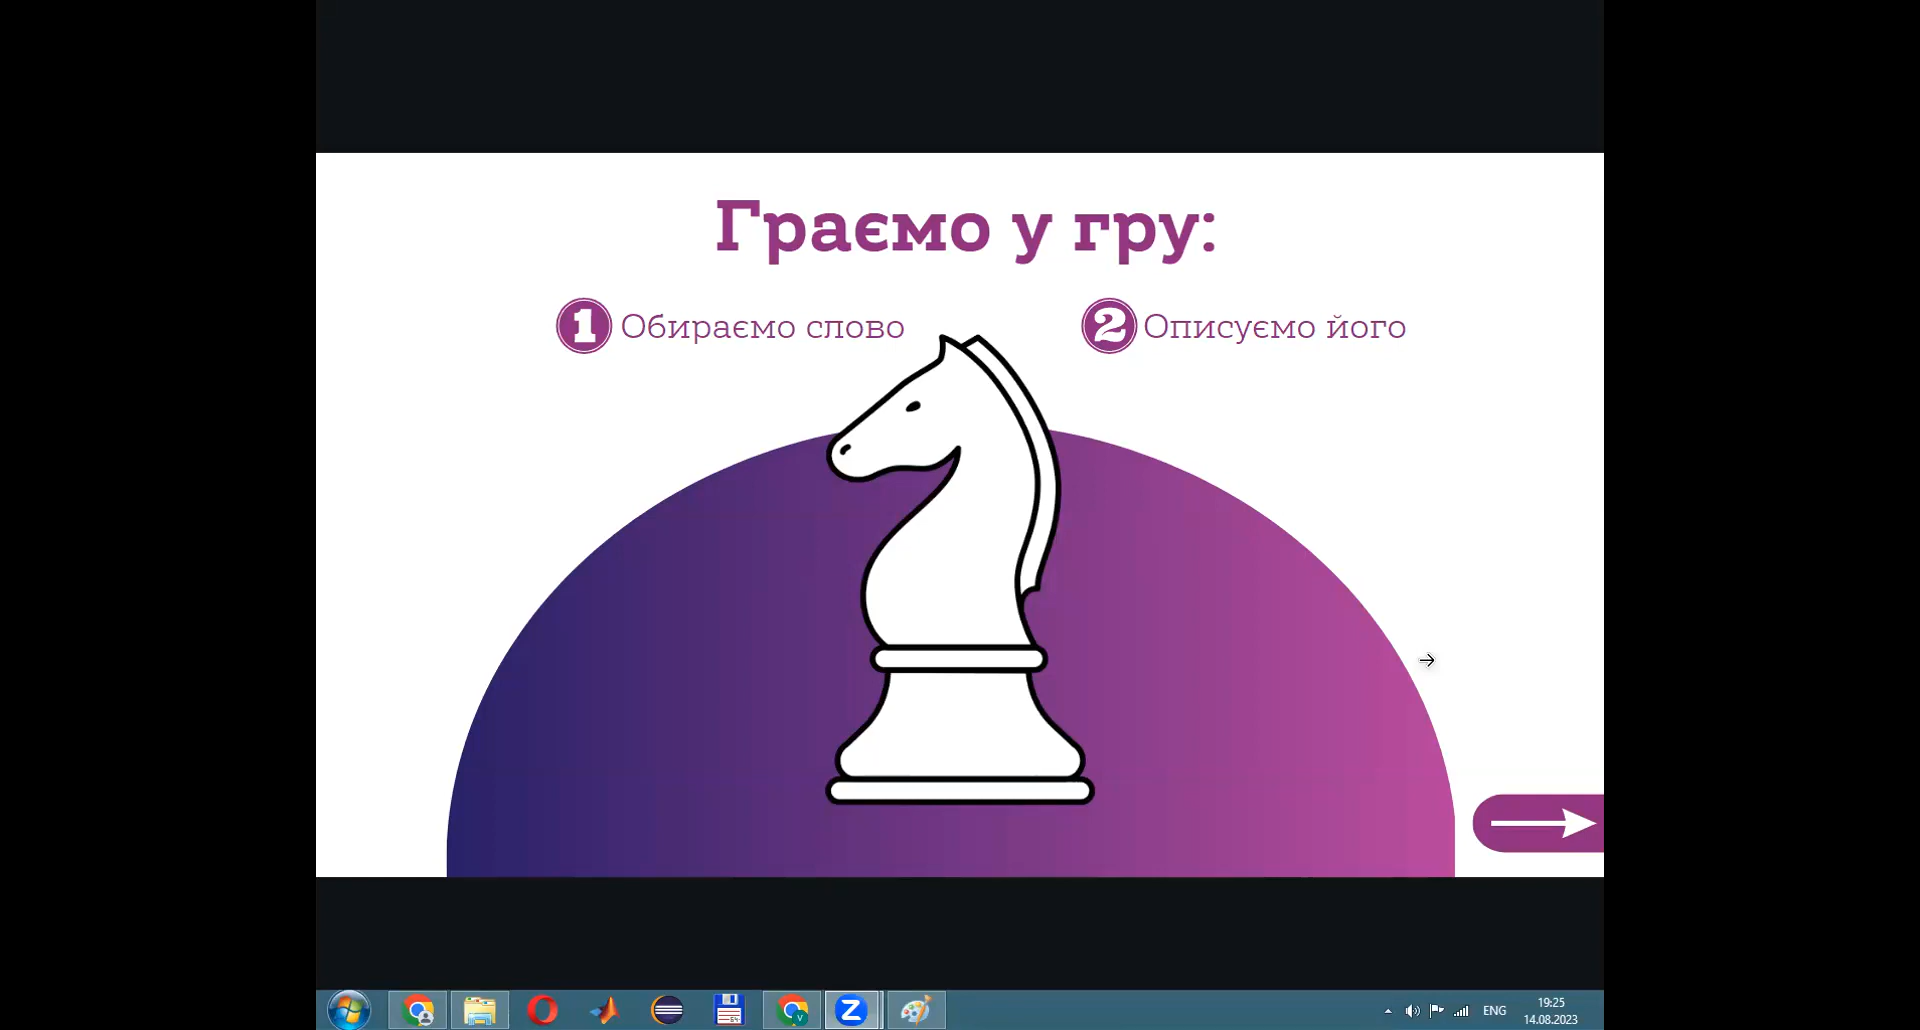 Граємо у гру:
1 Обираємо слово
2 Описуємо його
ENG
19:25
14.08.2023